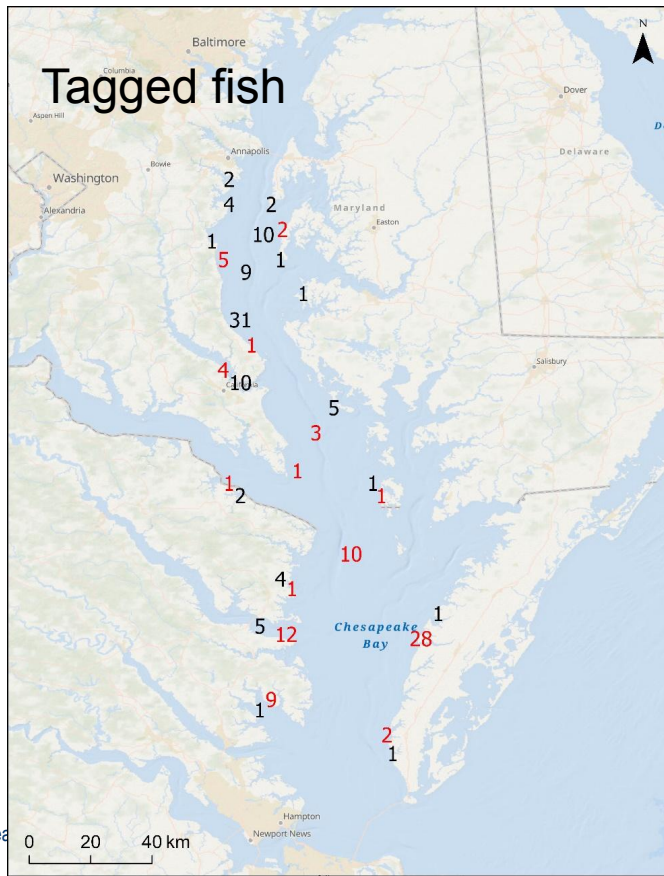 Baltimore
N
Columbia
Tagged fish
Dover
Aspen Hill
Annapolis
Delaware
Bowie
Washington
2
4
2
Alexandria
Maryland
Easton
10
2
1
5
1
9
1
31
1
Salisbury
4
10
California
5
3
1
1
1
2
1
10
4
1
1
5
12
Chesapeake
Bay
28
9
1
2
1
Hampton
Newport News
0 20 40 km